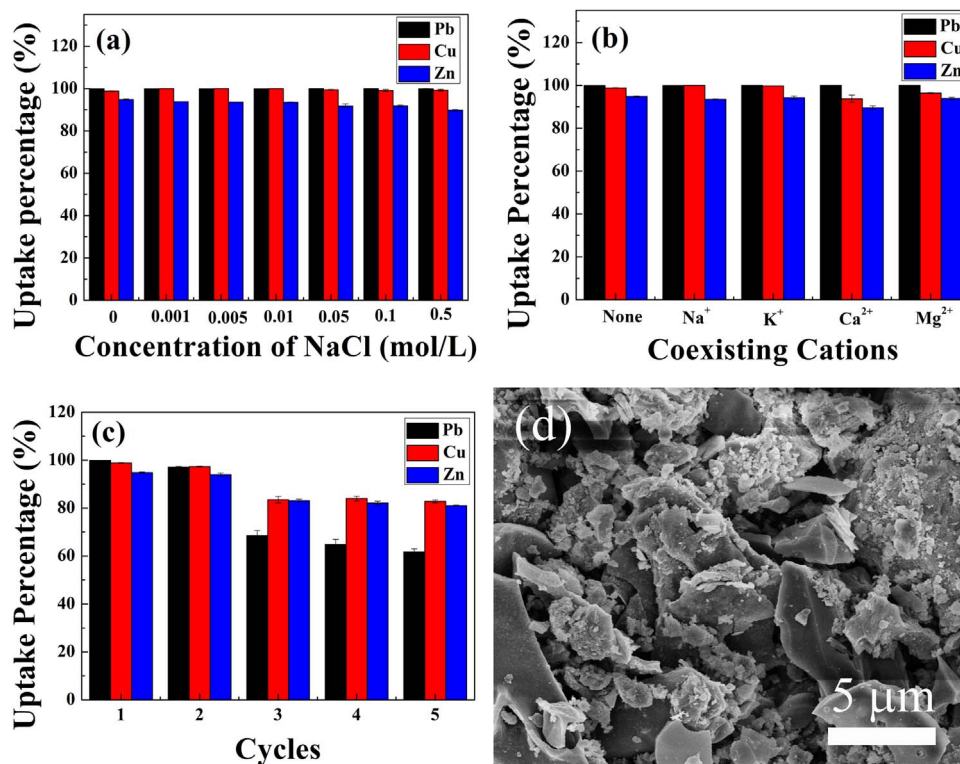 (a)
Pb
Cu
Zn
120
100
80
60
40
20
0
Uptake percentage (%)
0 0.001 0.005 0.01 0.05 0.1 0.5
Concentration of NaCl (mol/L)
(b)
Pb
Cu
Zn
120
100
80
60
40
20
0
Uptake Percentage (%)
None Na⁺ K⁺ Ca²⁺ Mg²⁺
Coexisting Cations
(c)
Pb
Cu
Zn
120
100
80
60
40
20
0
Uptake Percentage (%)
1 2 3 4 5
Cycles
(d)
5 μm